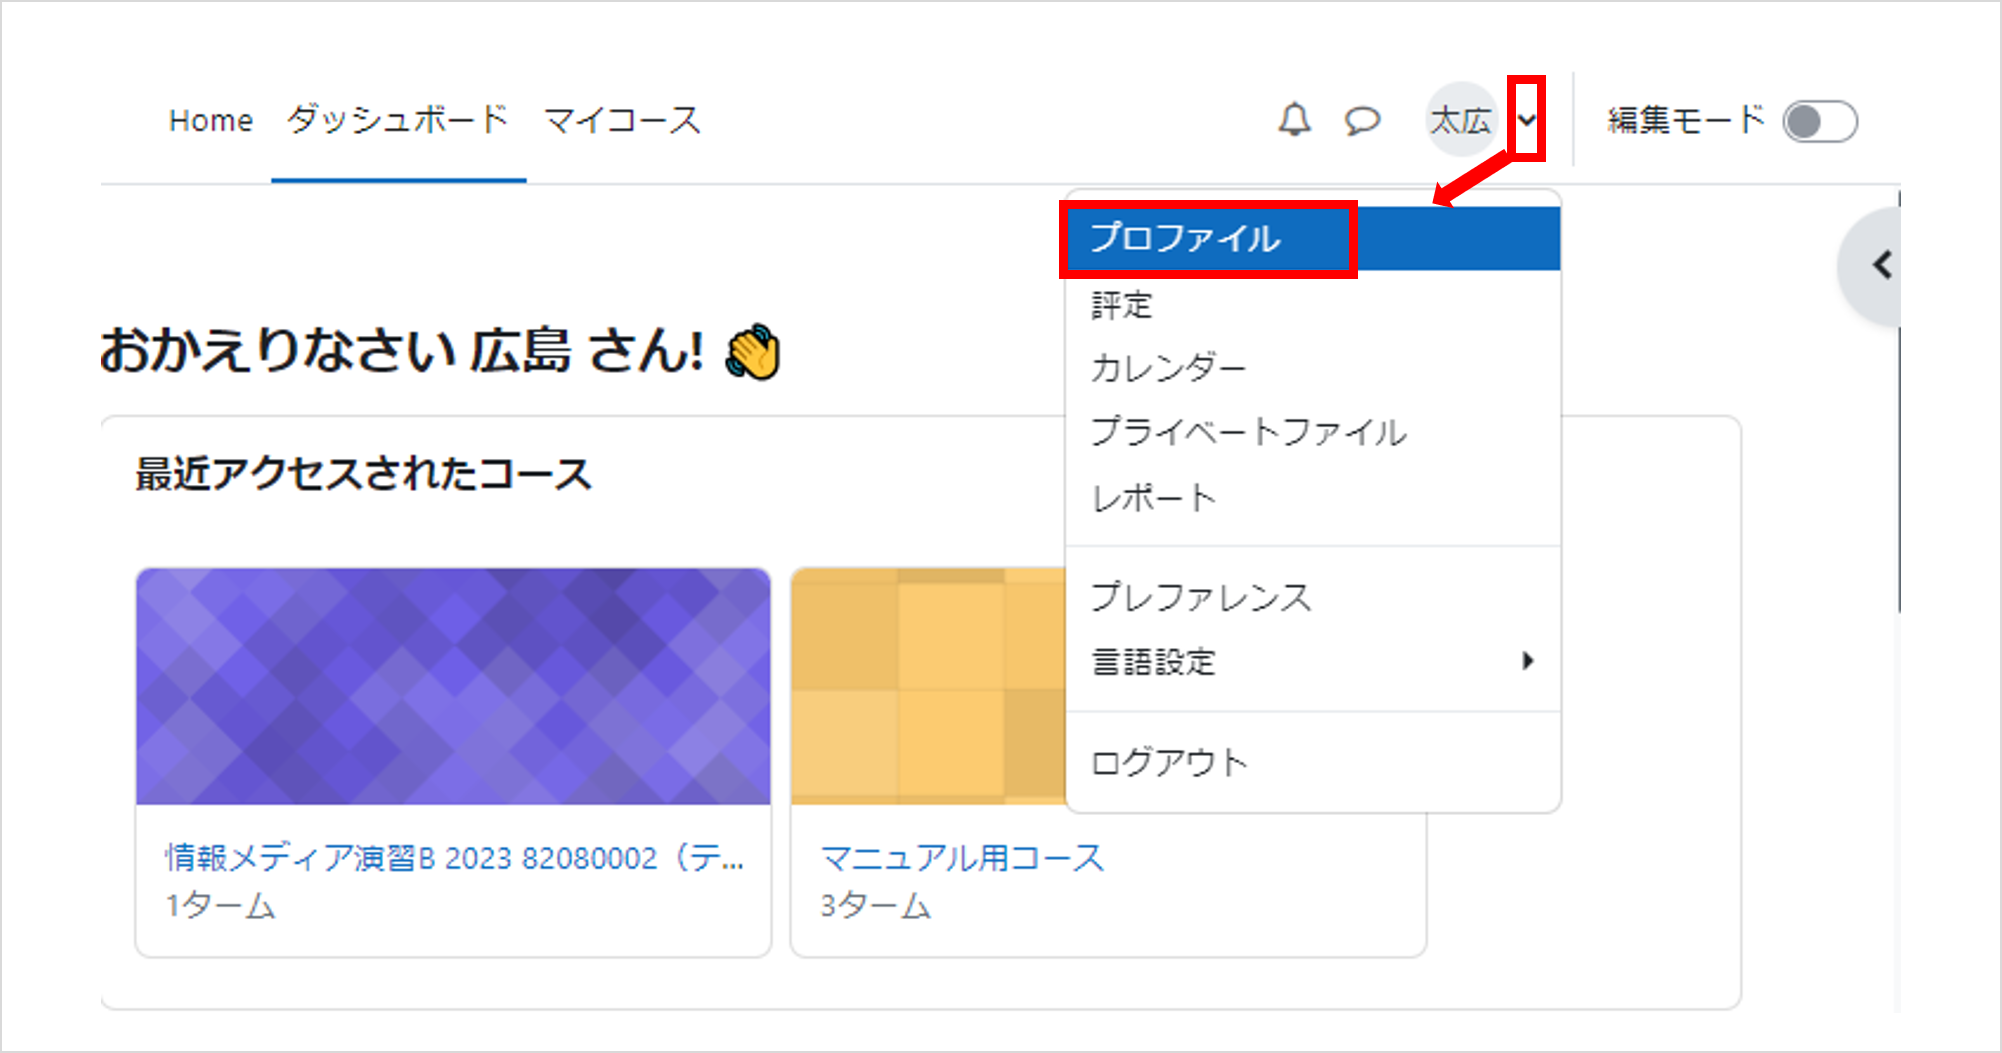 Home ダッシュボード マイコース 太広 編集モード
プロファイル
評定
カレンダー
プライベートファイル
レポート
プレファレンス
言語設定
ログアウト
おかえりなさい 広島 さん! 👋
最近アクセスされたコース
情報メディア演習B 2023 82080002（テ...
1ターム
マニュアル用コース
3ターム